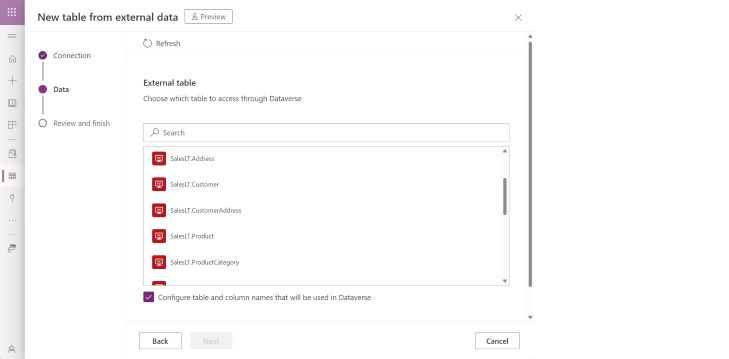 New table from external data
Preview
Connection
Data
Review and finish
Refresh
External table
Choose which table to access through Dataverse
Search
SalesLT.Address
SalesLT.Customer
SalesLT.CustomerAddress
SalesLT.Product
SalesLT.ProductCategory
Configure table and column names that will be used in Dataverse
Back
Next
Cancel